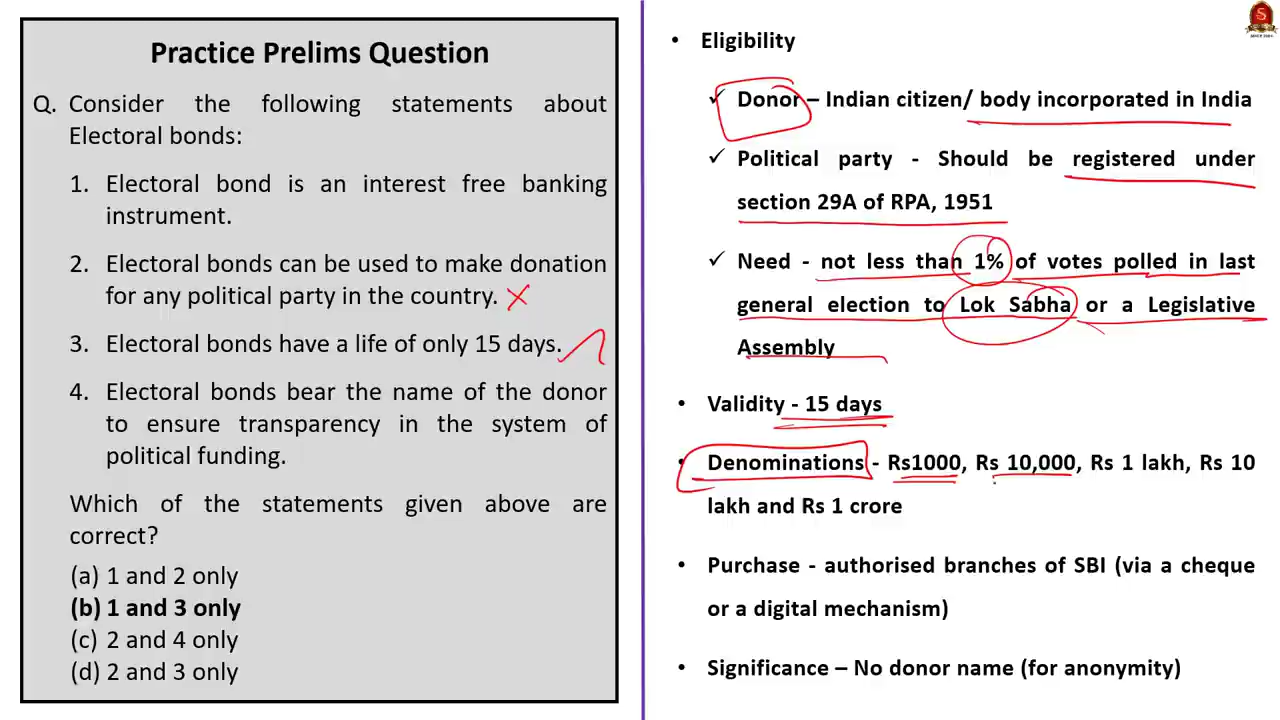 Practice Prelims Question
Q. Consider the following statements about
Electoral bonds:
1. Electoral bond is an interest free banking
instrument.
2. Electoral bonds can be used to make donation
for any political party in the country.
3. Electoral bonds have a life of only 15 days.
4. Electoral bonds bear the name of the donor
to ensure transparency in the system of
political funding.
Which of the statements given above are
correct?
(a) 1 and 2 only
(b) 1 and 3 only
(c) 2 and 4 only
(d) 2 and 3 only
• Eligibility
✓ Donor – Indian citizen/ body incorporated in India
✓ Political party - Should be registered under
section 29A of RPA, 1951
✓ Need - not less than 1% of votes polled in last
general election to Lok Sabha or a Legislative
Assembly
• Validity - 15 days
• Denominations - Rs1000, Rs 10,000, Rs 1 lakh, Rs 10
lakh and Rs 1 crore
• Purchase - authorised branches of SBI (via a cheque
or a digital mechanism)
• Significance – No donor name (for anonymity)